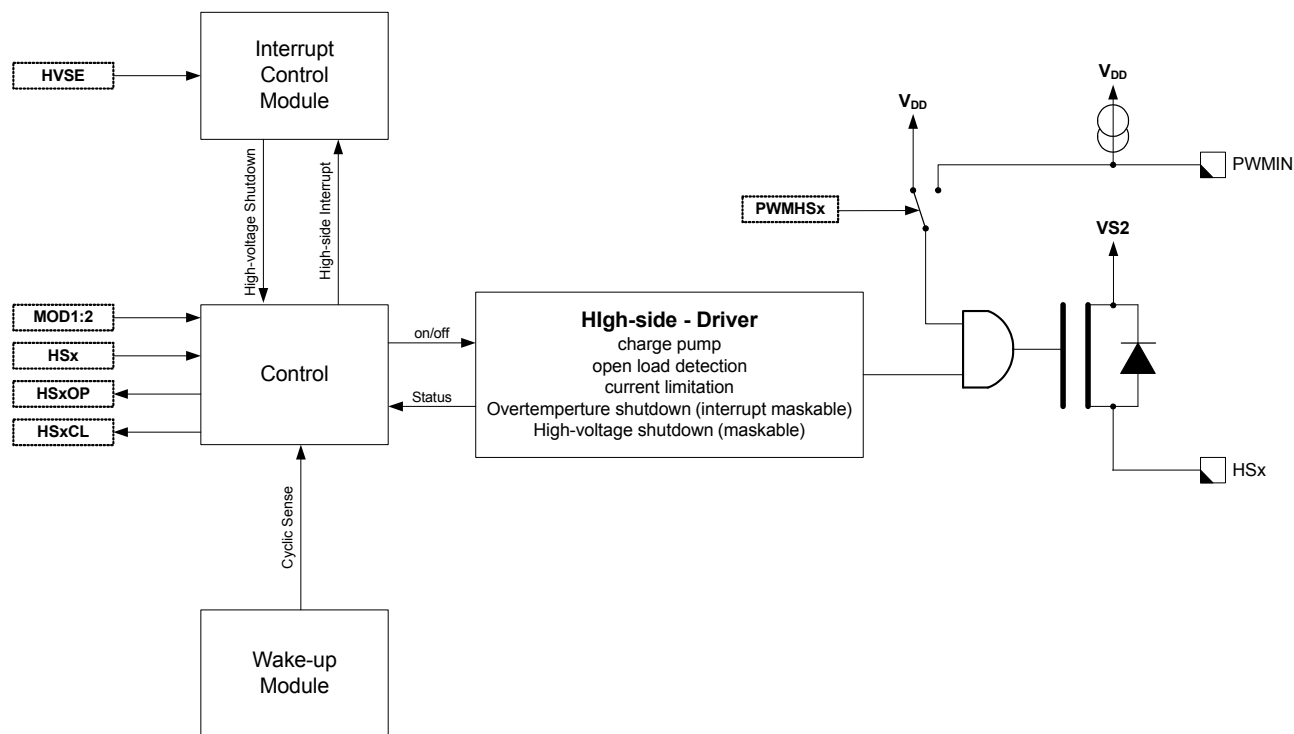 Interrupt
Control
Module
HVSE
High-voltage Shutdown
High-side Interrupt
V_DD
V_DD
PWMIN
PWMHSx
VS2
MOD1:2
HSx
HSxOP
HSxCL
Control
on/off
Status
HIgh-side - Driver
charge pump
open load detection
current limitation
Overtemperture shutdown (interrupt maskable)
High-voltage shutdown (maskable)
HSx
Cyclic Sense
Wake-up
Module